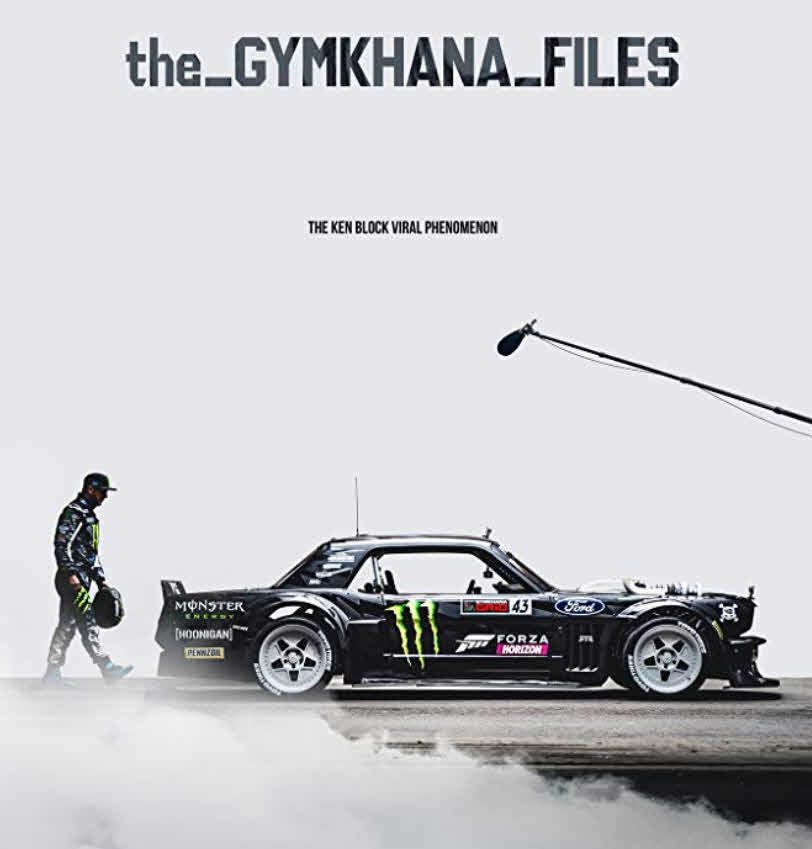 the_GYMKHANA_FILES
THE KEN BLOCK VIRAL PHENOMENON
43
Ford
MONSTER
ENERGY
[HOONIGAN]
FORZA
HORIZON
PENNZOIL